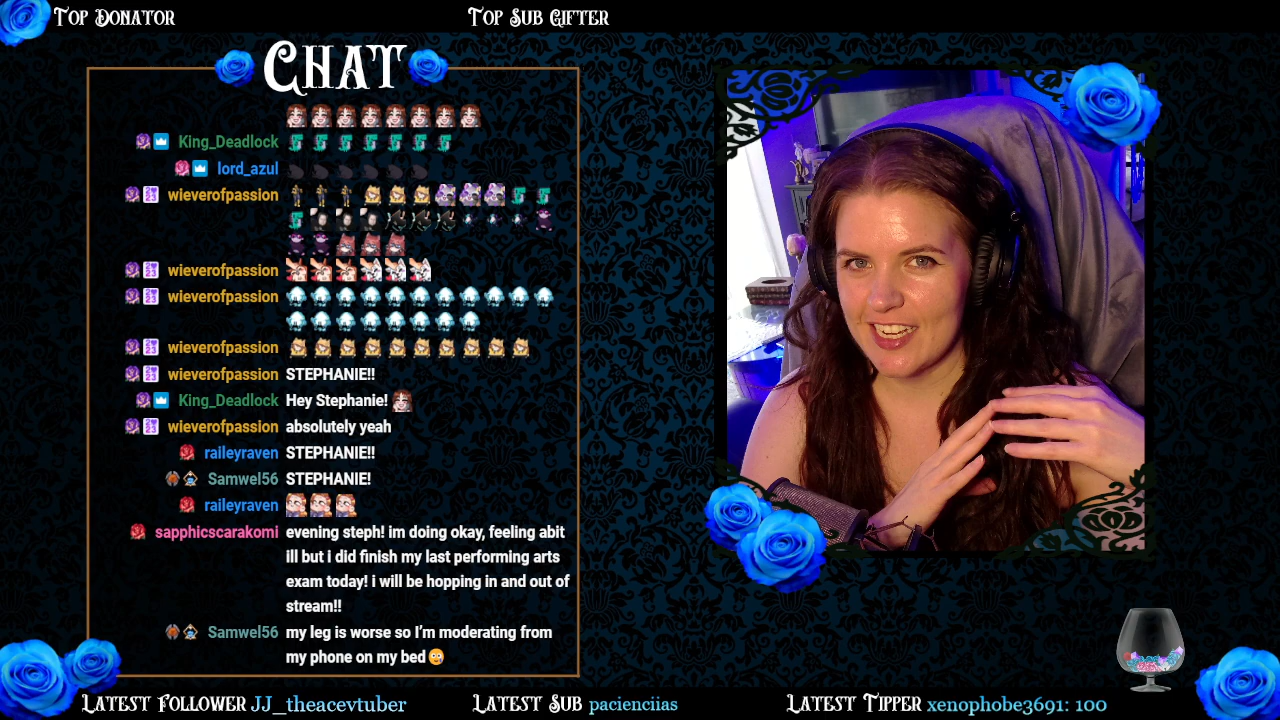 Top Donator
Top Sub Gifter
Chat
King_Deadlock
lord_azul
wieverofpassion
wieverofpassion
wieverofpassion
wieverofpassion
wieverofpassion STEPHANIE!!
King_Deadlock Hey Stephanie!
wieverofpassion absolutely yeah
raileyraven STEPHANIE!!
Samwel56 STEPHANIE!
raileyraven
sapphicscarakomi evening steph! im doing okay, feeling abit
ill but i did finish my last performing arts
exam today! i will be hopping in and out of
stream!!
Samwel56 my leg is worse so I'm moderating from
my phone on my bed
Latest Follower JJ_theacevtuber
Latest Sub pacienciias
Latest Tipper xenophobe3691: 100